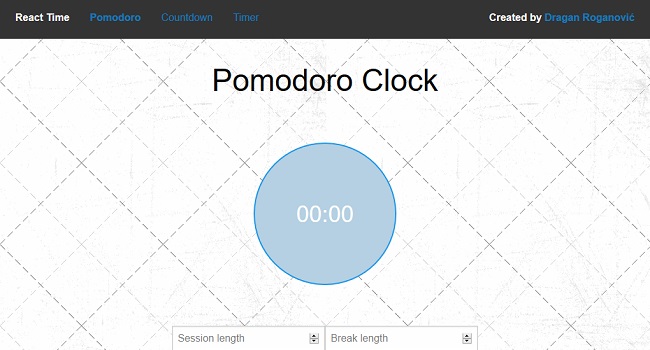 React Time Pomodoro Countdown Timer Created by Dragan Roganović
Pomodoro Clock
00:00
Session length Break length